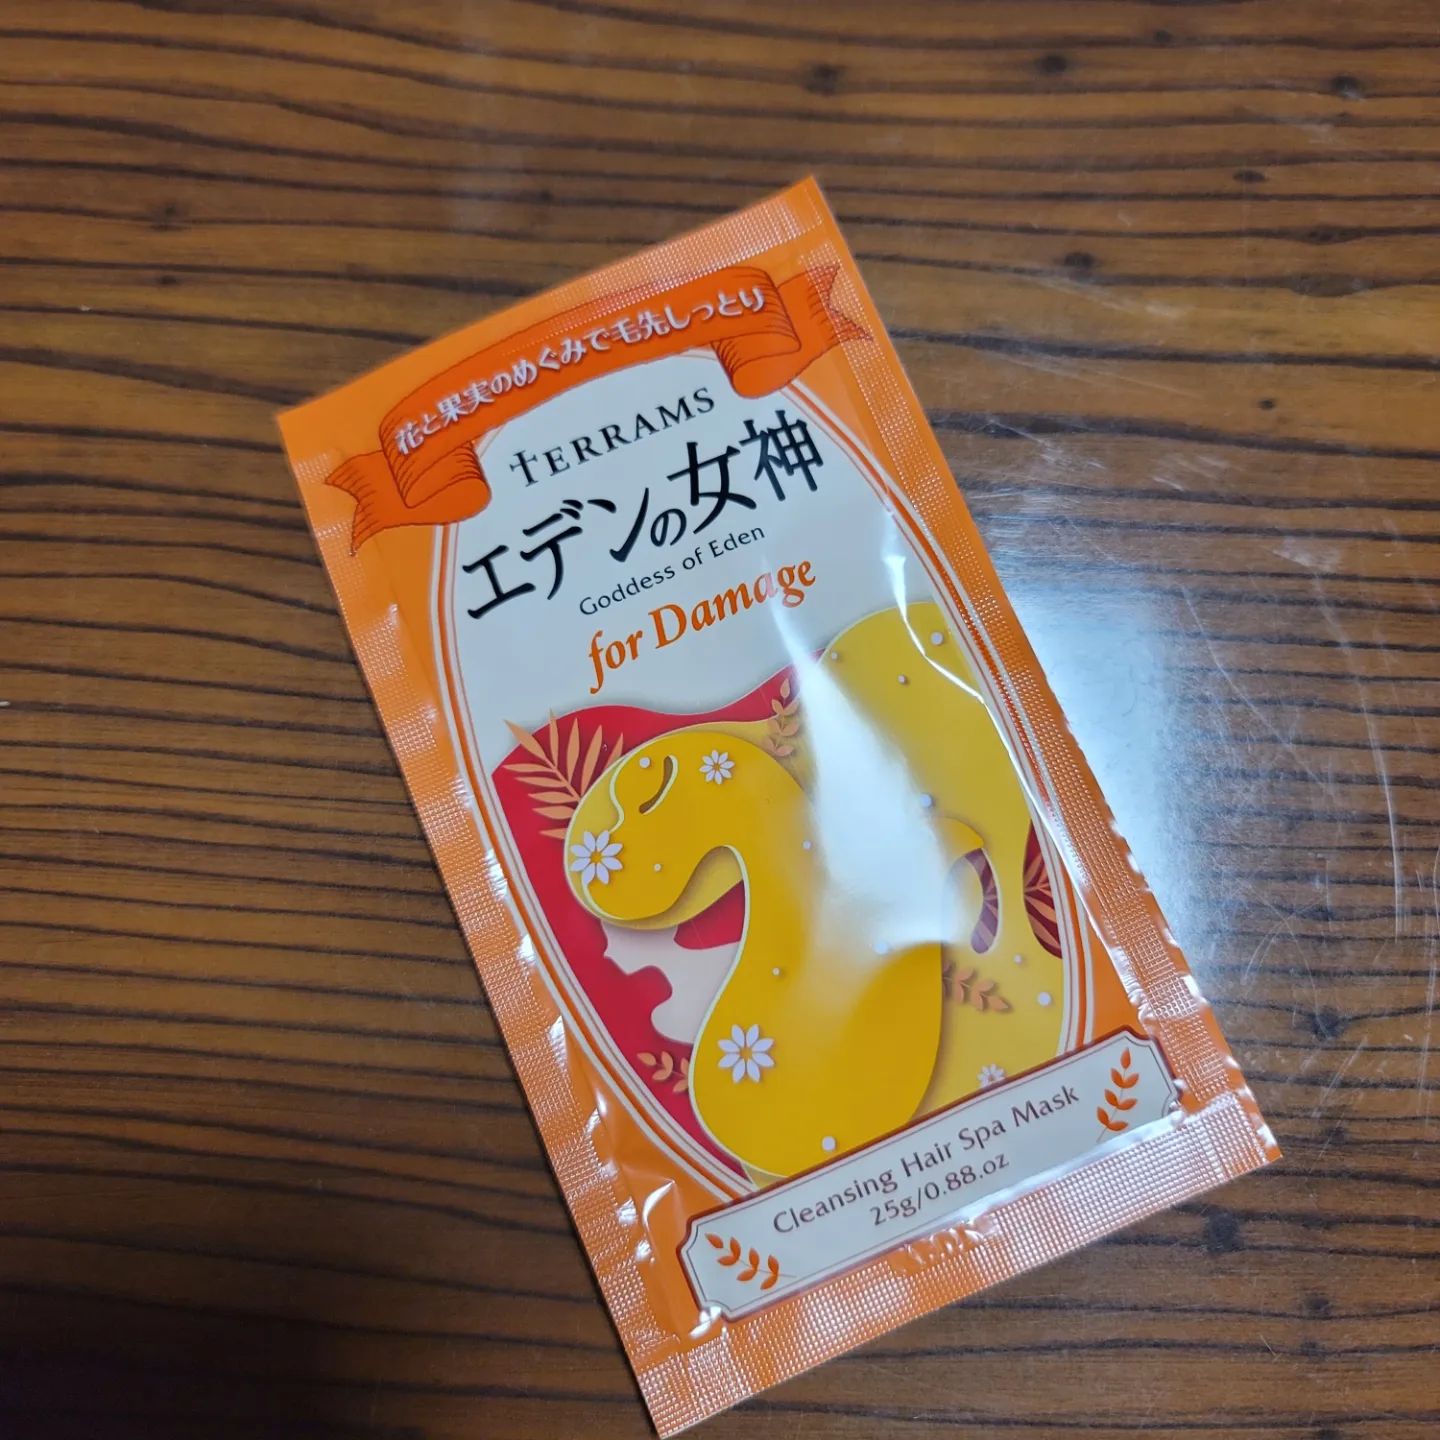 花と果実のめぐみで毛先しっとり
TERRAMS
エデンの女神
Goddess of Eden
for Damage
Cleansing Hair Spa Mask
25g/0.88.oz